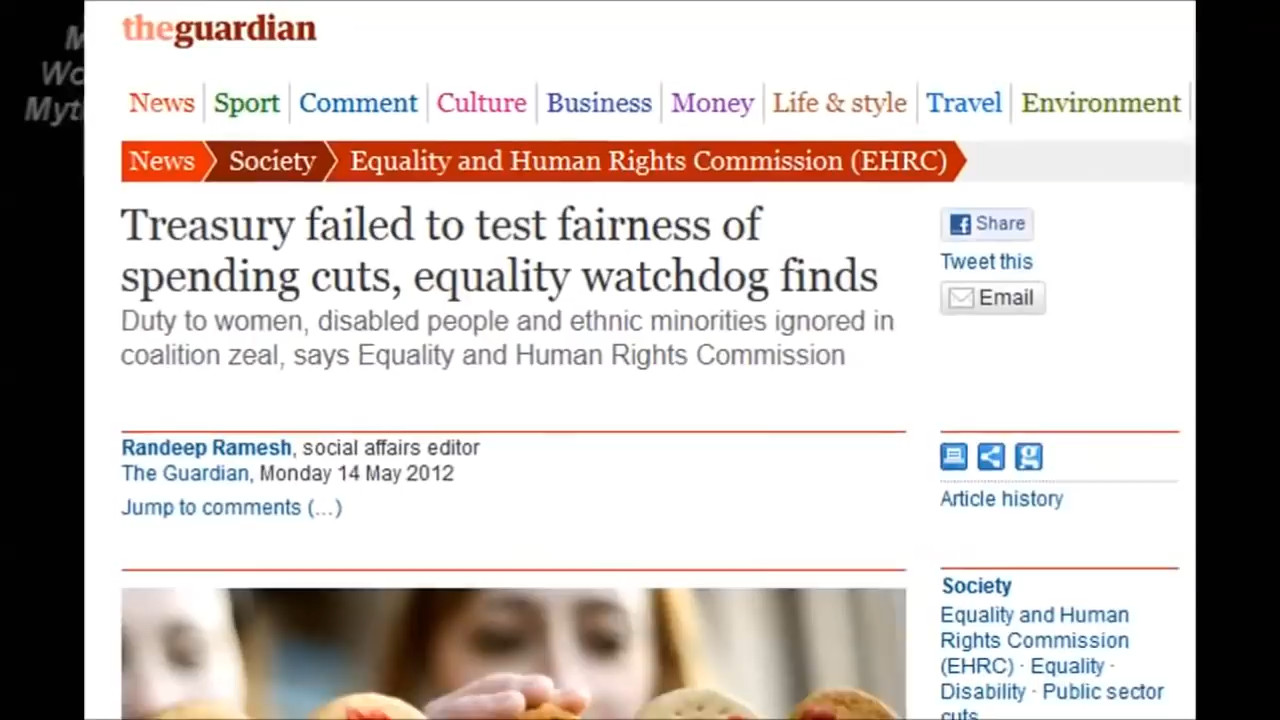 theguardian
News Sport Comment Culture Business Money Life & style Travel Environment
News Society Equality and Human Rights Commission (EHRC)
Treasury failed to test fairness of
spending cuts, equality watchdog finds
Duty to women, disabled people and ethnic minorities ignored in
coalition zeal, says Equality and Human Rights Commission
Share
Tweet this
Email
Randeep Ramesh, social affairs editor
The Guardian, Monday 14 May 2012
Jump to comments (...)
Article history
Society
Equality and Human
Rights Commission
(EHRC) · Equality ·
Disability · Public sector
cuts